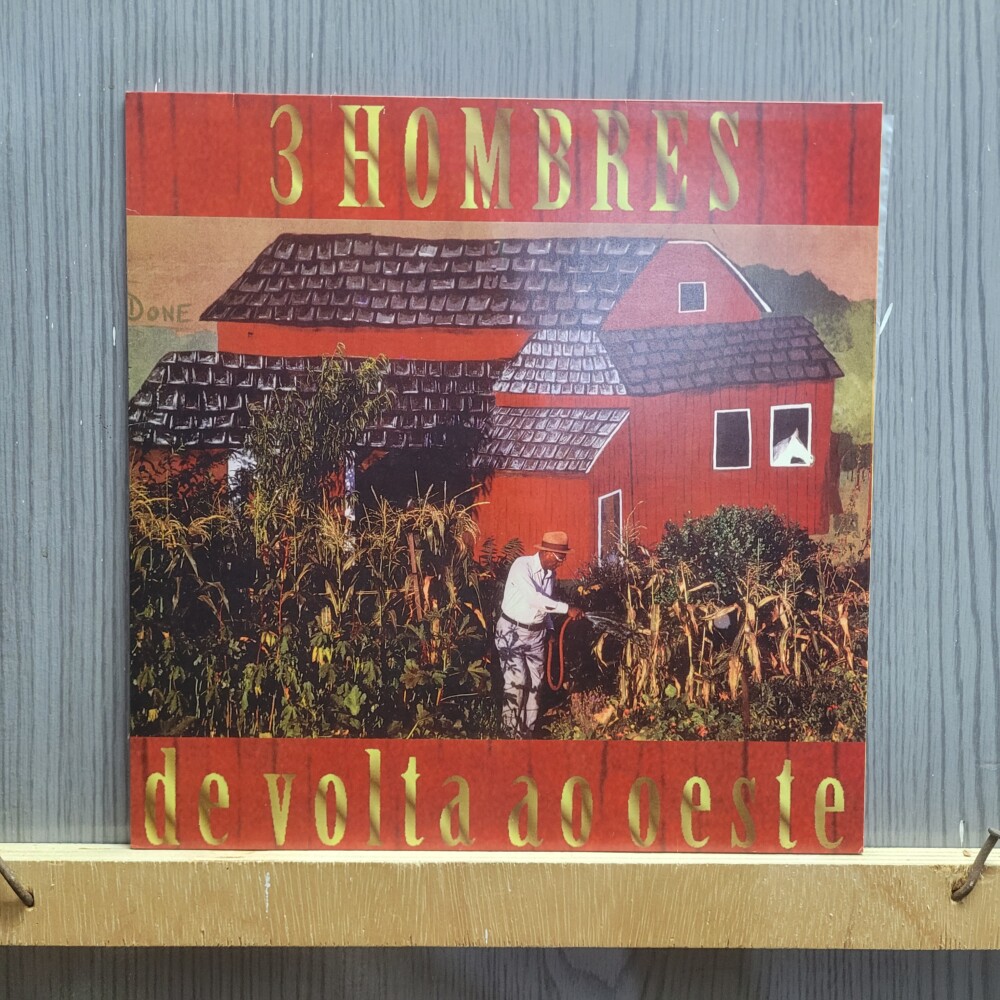 3 HOMBRES
DONE
de volta ao oeste